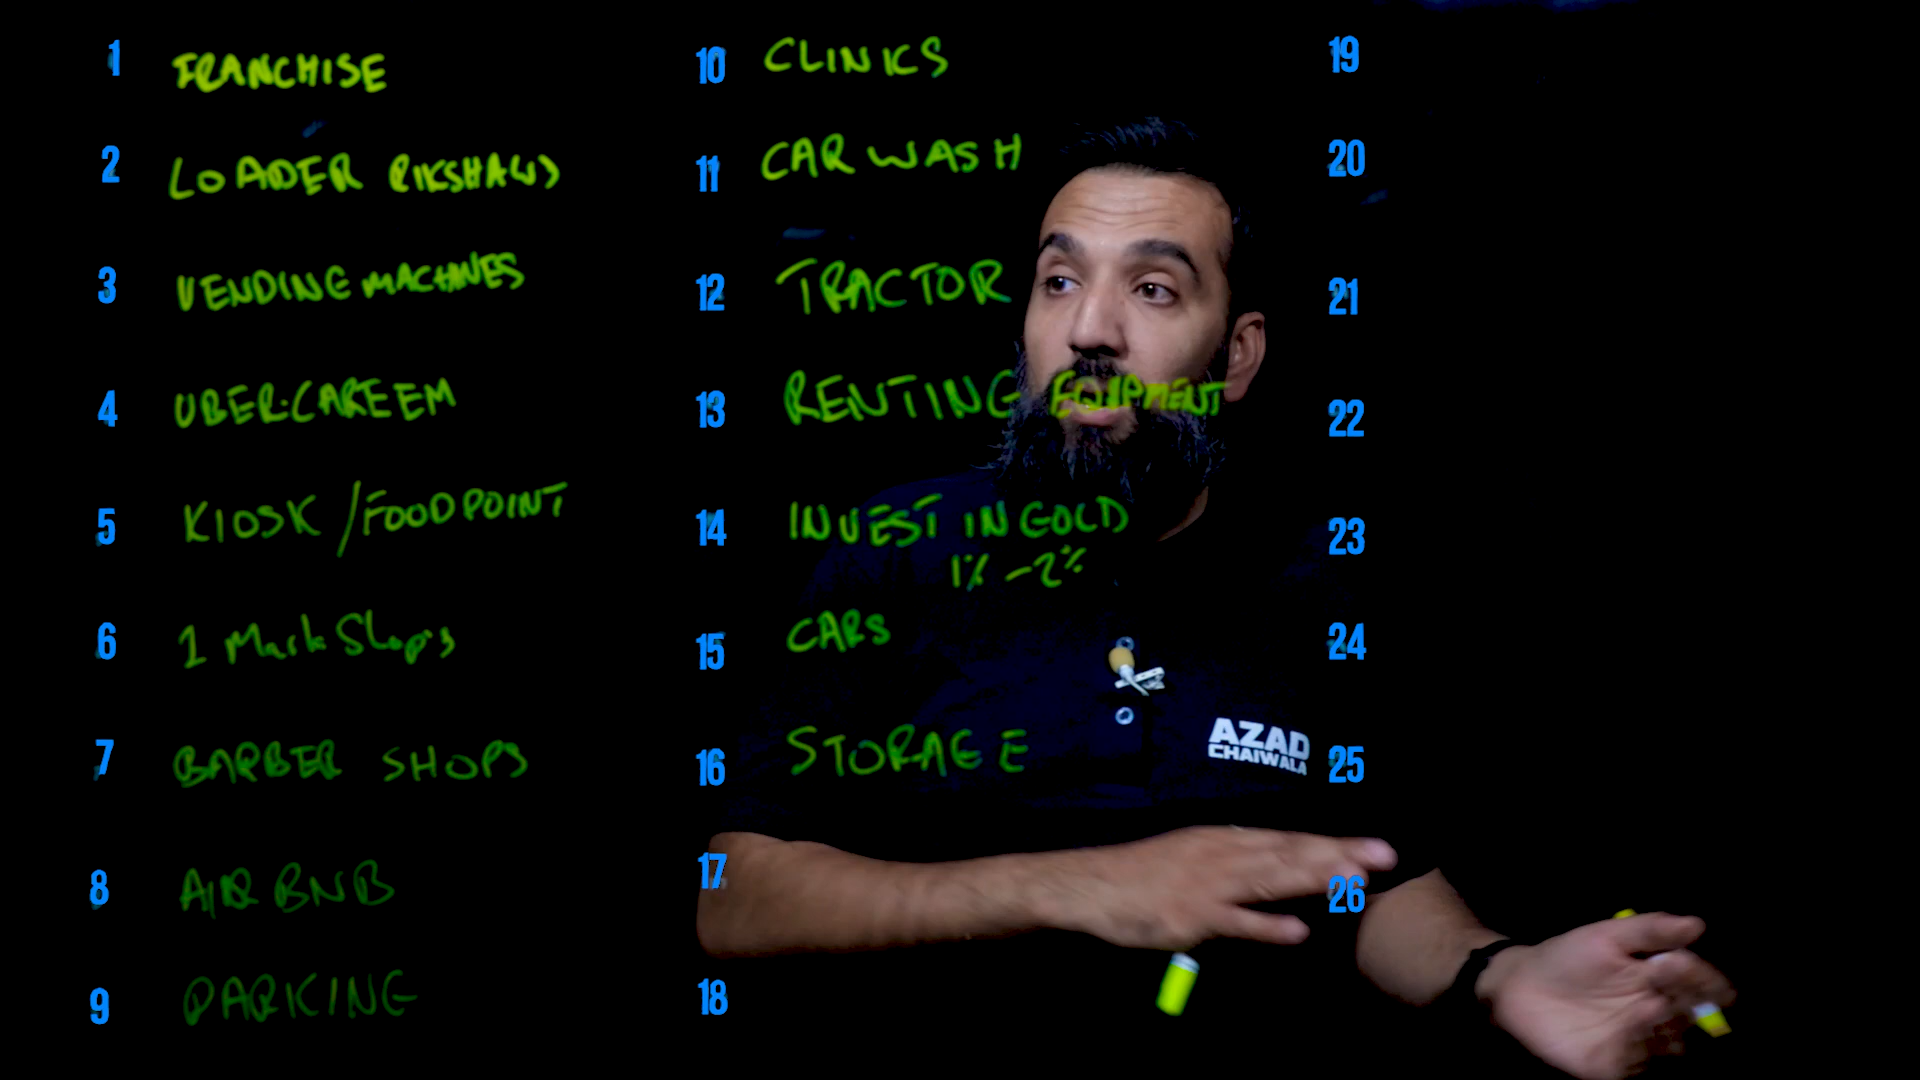 1 FRANCHISE
2 LOADER RIKSHAWS
3 VENDING MACHINES
4 UBER-CAREEM
5 KIOSK / FOOD POINT
6 1 Mark Shop's
7 BARBER SHOPS
8 AIR BNB
9 PARKING
10 CLINICS
11 CAR WASH
12 TRACTOR
13 RENTING EQUIPMENT
14 INVEST IN GOLD
1% - 2%
15 CARS
16 STORAGE
17
18
19
20
21
22
23
24
25
26
AZAD
CHAIWALA